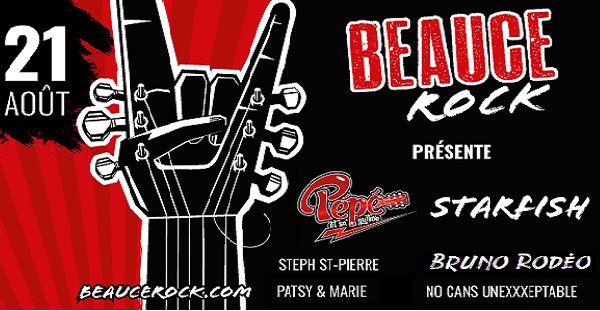 21
AOÛT
BEAUCE
ROCK
PRÉSENTE
Pépé
STARFISH
STEPH ST-PIERRE
BRUNO RODÉO
PATSY & MARIE
NO CANS UNEXXXEPTABLE
BEAUCEROCK.COM